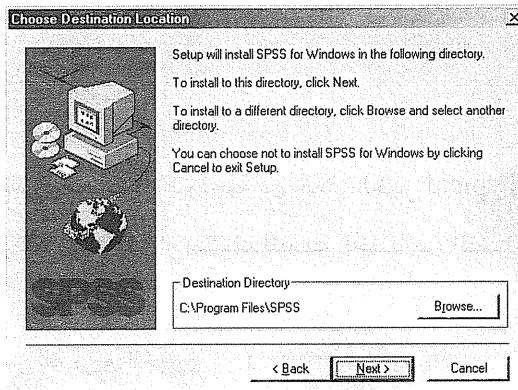 Choose Destination Location
Setup will install SPSS for Windows in the following directory.
To install to this directory, click Next.
To install to a different directory, click Browse and select another
directory.
You can choose not to install SPSS for Windows by clicking
Cancel to exit Setup.
SPSS
Destination Directory
C:\Program Files\SPSS
Browse...
< Back
Next >
Cancel